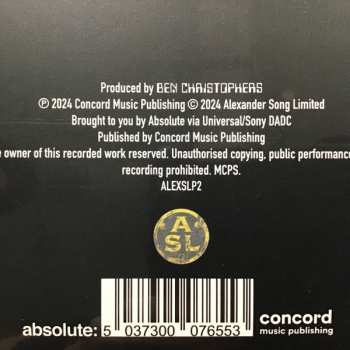 Produced by BEN CHRISTOPHERS
℗ 2024 Concord Music Publishing © 2024 Alexander Song Limited
Brought to you by Absolute via Universal/Sony DADC
Published by Concord Music Publishing
owner of this recorded work reserved. Unauthorised copying, public performance
recording prohibited. MCPS.
ALEXSLP2
A
SL
absolute:
5 037300 076553
concord
music publishing